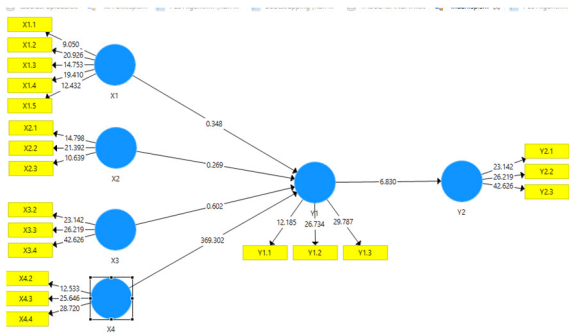 X1.1
X1.2
X1.3
X1.4
X1.5
9.050
20.926
14.753
19.410
12.432
X1
X2.1
X2.2
X2.3
14.798
21.392
10.639
X2
X3.2
X3.3
X3.4
23.142
26.219
42.626
X3
X4.2
X4.3
X4.4
12.533
25.646
28.720
X4
0.348
0.269
0.602
369.302
Y1
12.185
26.734
29.787
Y1.1
Y1.2
Y1.3
6.830
Y2
23.142
26.219
42.626
Y2.1
Y2.2
Y2.3